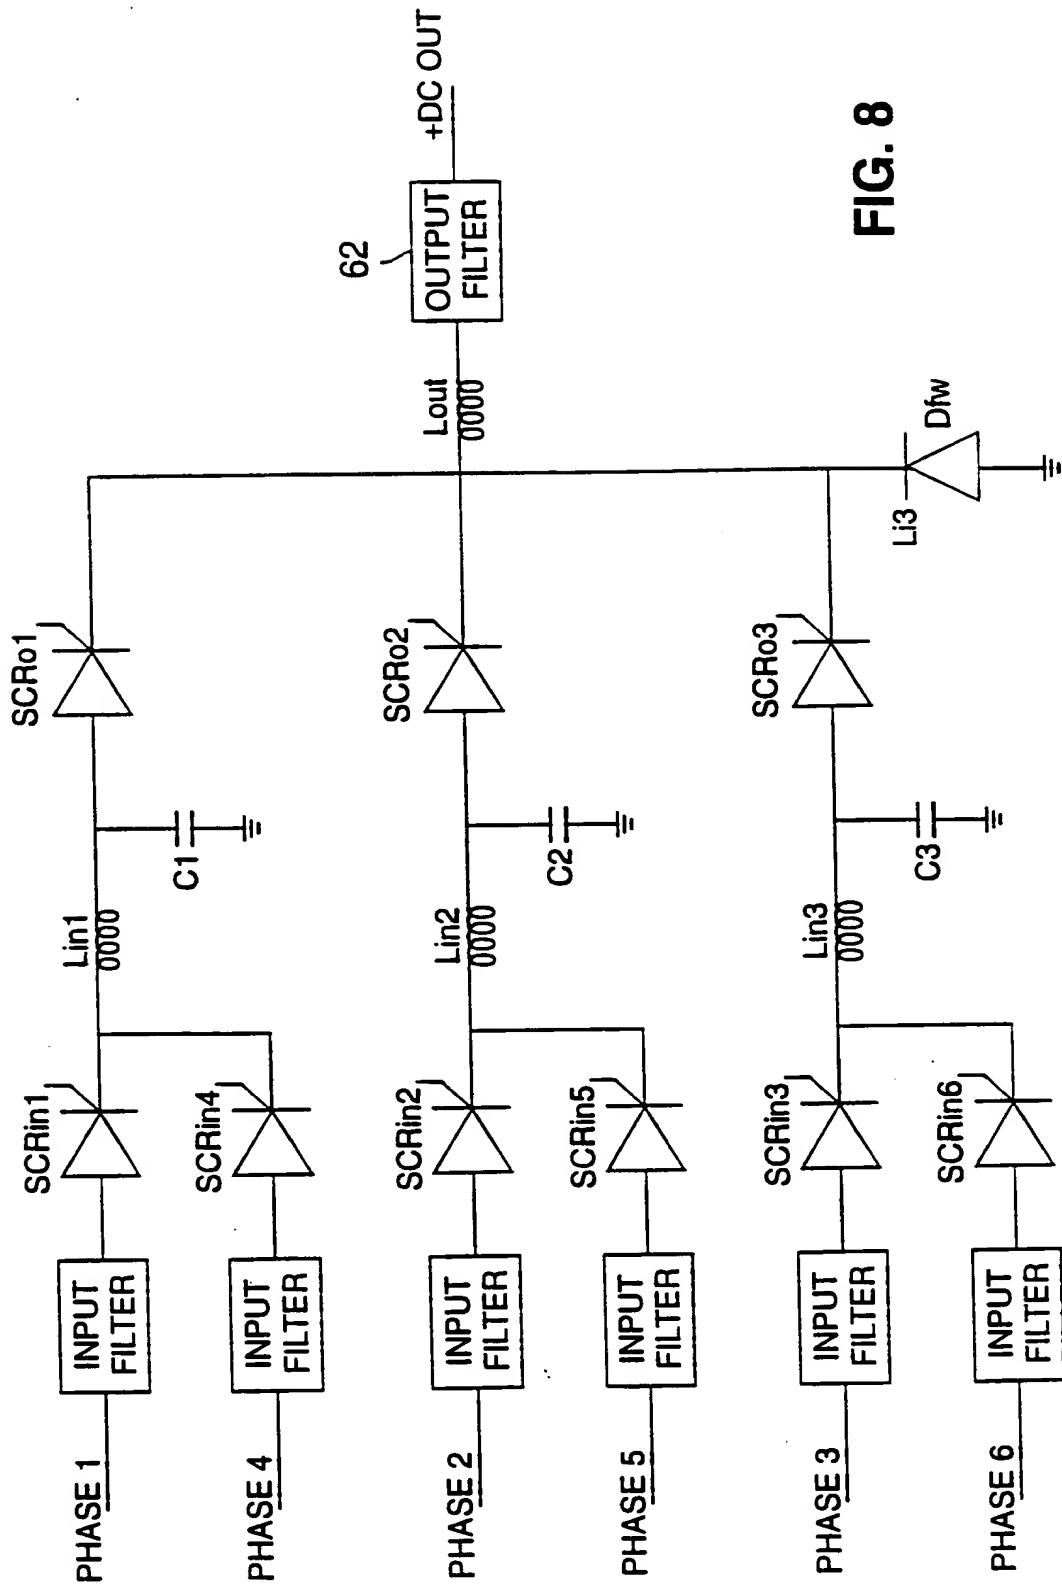 PHASE 1
INPUT
FILTER
SCRin1
Lin1
C1
SCRo1
PHASE 4
INPUT
FILTER
SCRin4
PHASE 2
INPUT
FILTER
SCRin2
Lin2
C2
SCRo2
Lout
62
OUTPUT
FILTER
+DC OUT
PHASE 5
INPUT
FILTER
SCRin5
PHASE 3
INPUT
FILTER
SCRin3
Lin3
C3
SCRo3
Li3
Dfw
PHASE 6
INPUT
FILTER
SCRin6
FIG. 8